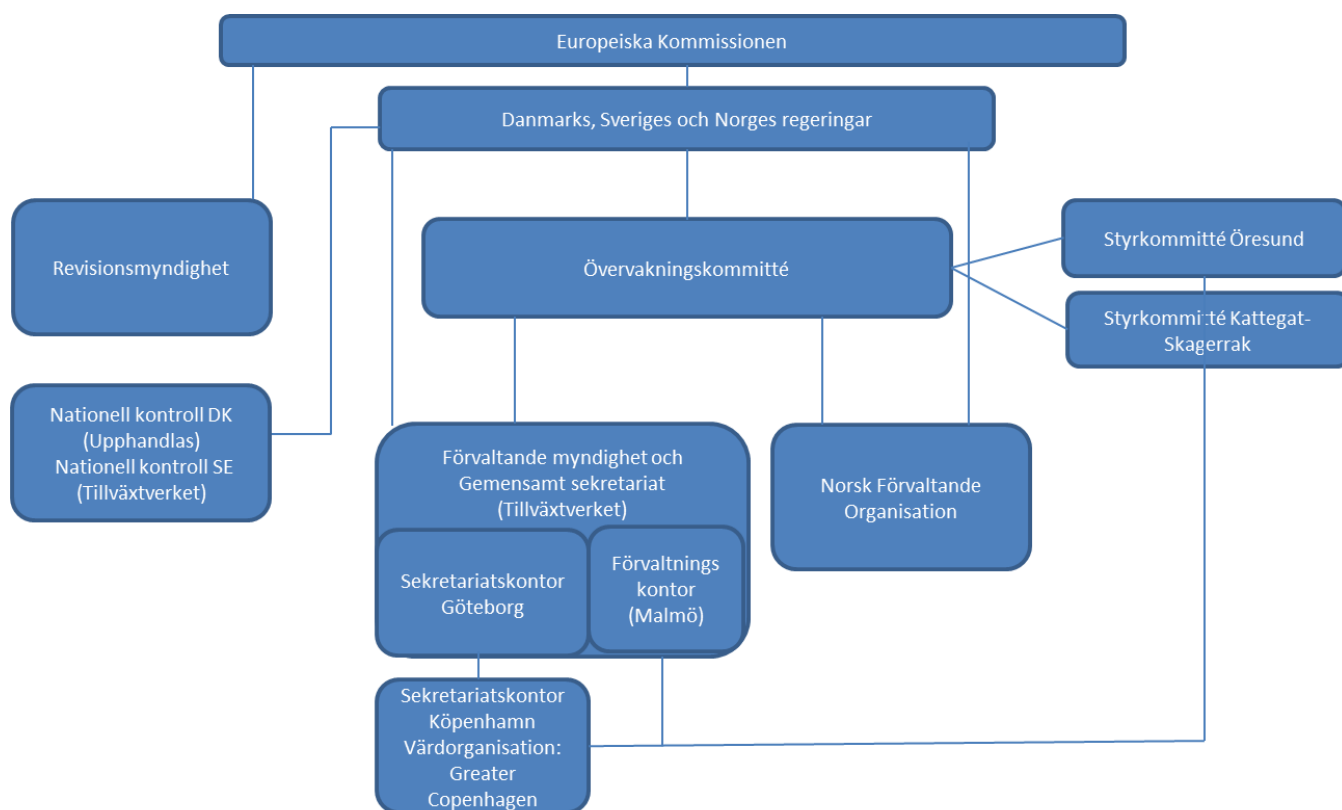 Europeiska Kommissionen
Danmarks, Sveriges och Norges regeringar
Revisionsmyndighet
Övervakningskommitté
Styrkommitté Öresund
Styrkommitté Kattegat-
Skagerrak
Nationell kontroll DK
(Upphandlas)
Nationell kontroll SE
(Tillväxtverket)
Förvaltande myndighet och
Gemensamt sekretariat
(Tillväxtverket)
Norsk Förvaltande
Organisation
Sekretariatskontor
Göteborg
Förvaltnings
kontor
(Malmö)
Sekretariatskontor
Köpenhamn
Värdorganisation:
Greater
Copenhagen